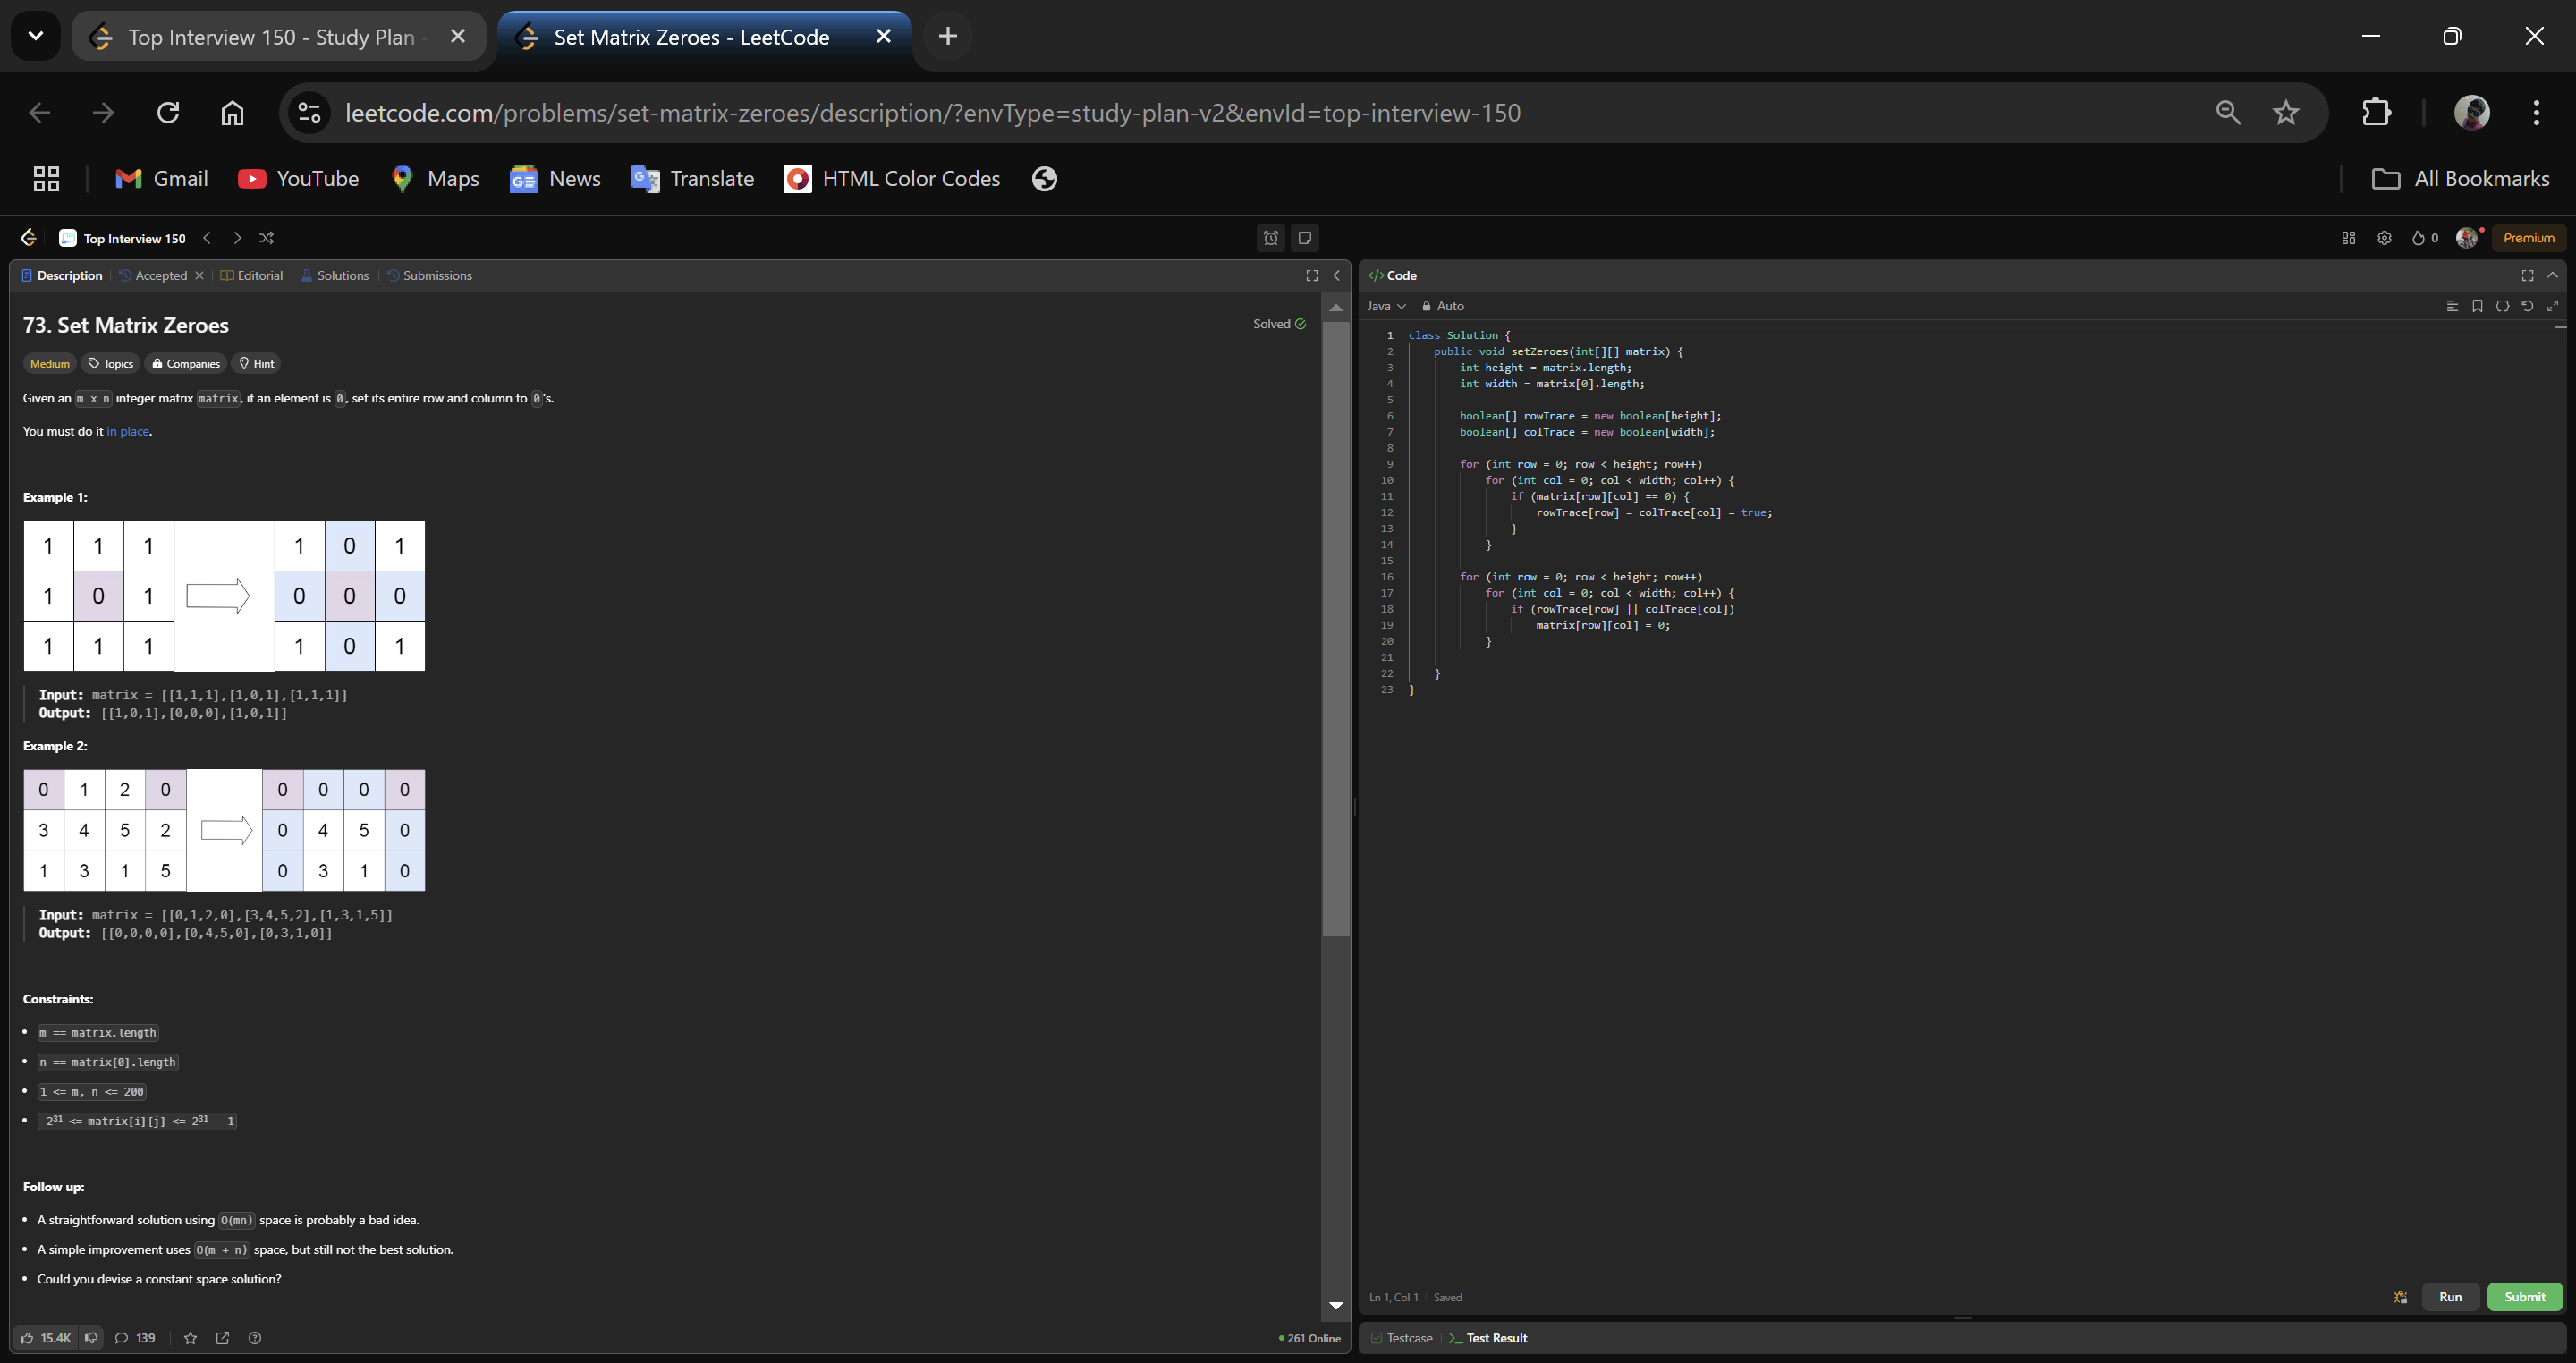 Top Interview 150 - Study Plan -
Set Matrix Zeroes - LeetCode
leetcode.com/problems/set-matrix-zeroes/description/?envType=study-plan-v2&envId=top-interview-150
Gmail
YouTube
Maps
News
Translate
HTML Color Codes
All Bookmarks
Top Interview 150
0
Premium
Description
Accepted
Editorial
Solutions
Submissions
73. Set Matrix Zeroes
Solved
Medium
Topics
Companies
Hint
Given an m x n integer matrix matrix, if an element is 0, set its entire row and column to 0's.
You must do it in place.
Example 1:
1 1 1 1 0 1
1 0 1 0 0 0
1 1 1 1 0 1
Input: matrix = [[1,1,1],[1,0,1],[1,1,1]]
Output: [[1,0,1],[0,0,0],[1,0,1]]
Example 2:
0 1 2 0 0 0 0 0
3 4 5 2 0 4 5 0
1 3 1 5 0 3 1 0
Input: matrix = [[0,1,2,0],[3,4,5,2],[1,3,1,5]]
Output: [[0,0,0,0],[0,4,5,0],[0,3,1,0]]
Constraints:
• m == matrix.length
• n == matrix[0].length
• 1 <= m, n <= 200
• -2³¹ <= matrix[i][j] <= 2³¹ - 1
Follow up:
• A straightforward solution using O(mn) space is probably a bad idea.
• A simple improvement uses O(m + n) space, but still not the best solution.
• Could you devise a constant space solution?
15.4K
139
261 Online
</> Code
Java
Auto
1 class Solution {
2 public void setZeroes(int[][] matrix) {
3 int height = matrix.length;
4 int width = matrix[0].length;
5
6 boolean[] rowTrace = new boolean[height];
7 boolean[] colTrace = new boolean[width];
8
9 for (int row = 0; row < height; row++)
10 for (int col = 0; col < width; col++) {
11 if (matrix[row][col] == 0) {
12 rowTrace[row] = colTrace[col] = true;
13 }
14 }
15
16 for (int row = 0; row < height; row++)
17 for (int col = 0; col < width; col++) {
18 if (rowTrace[row] || colTrace[col])
19 matrix[row][col] = 0;
20 }
21
22 }
23 }
Ln 1, Col 1
Saved
Run
Submit
Testcase
Test Result